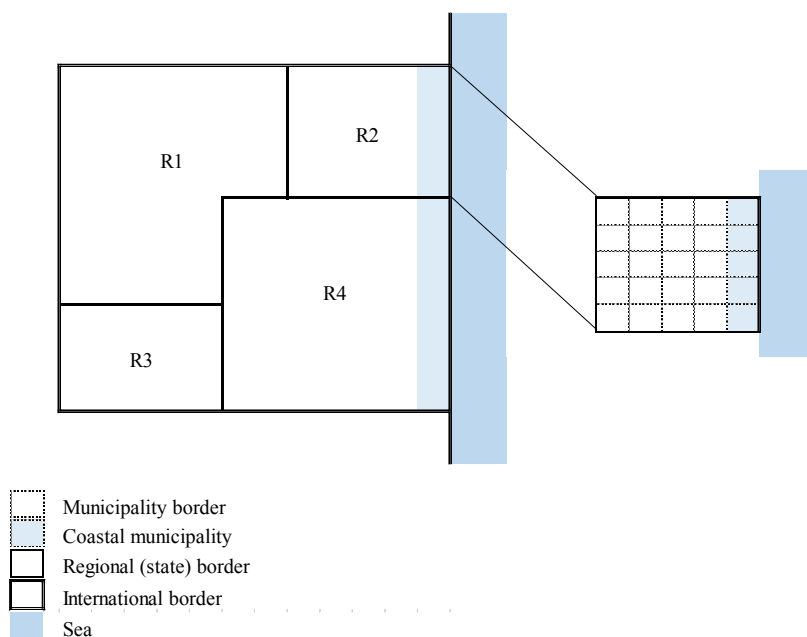 R1
R2
R4
R3
Municipality border
Coastal municipality
Regional (state) border
International border
Sea